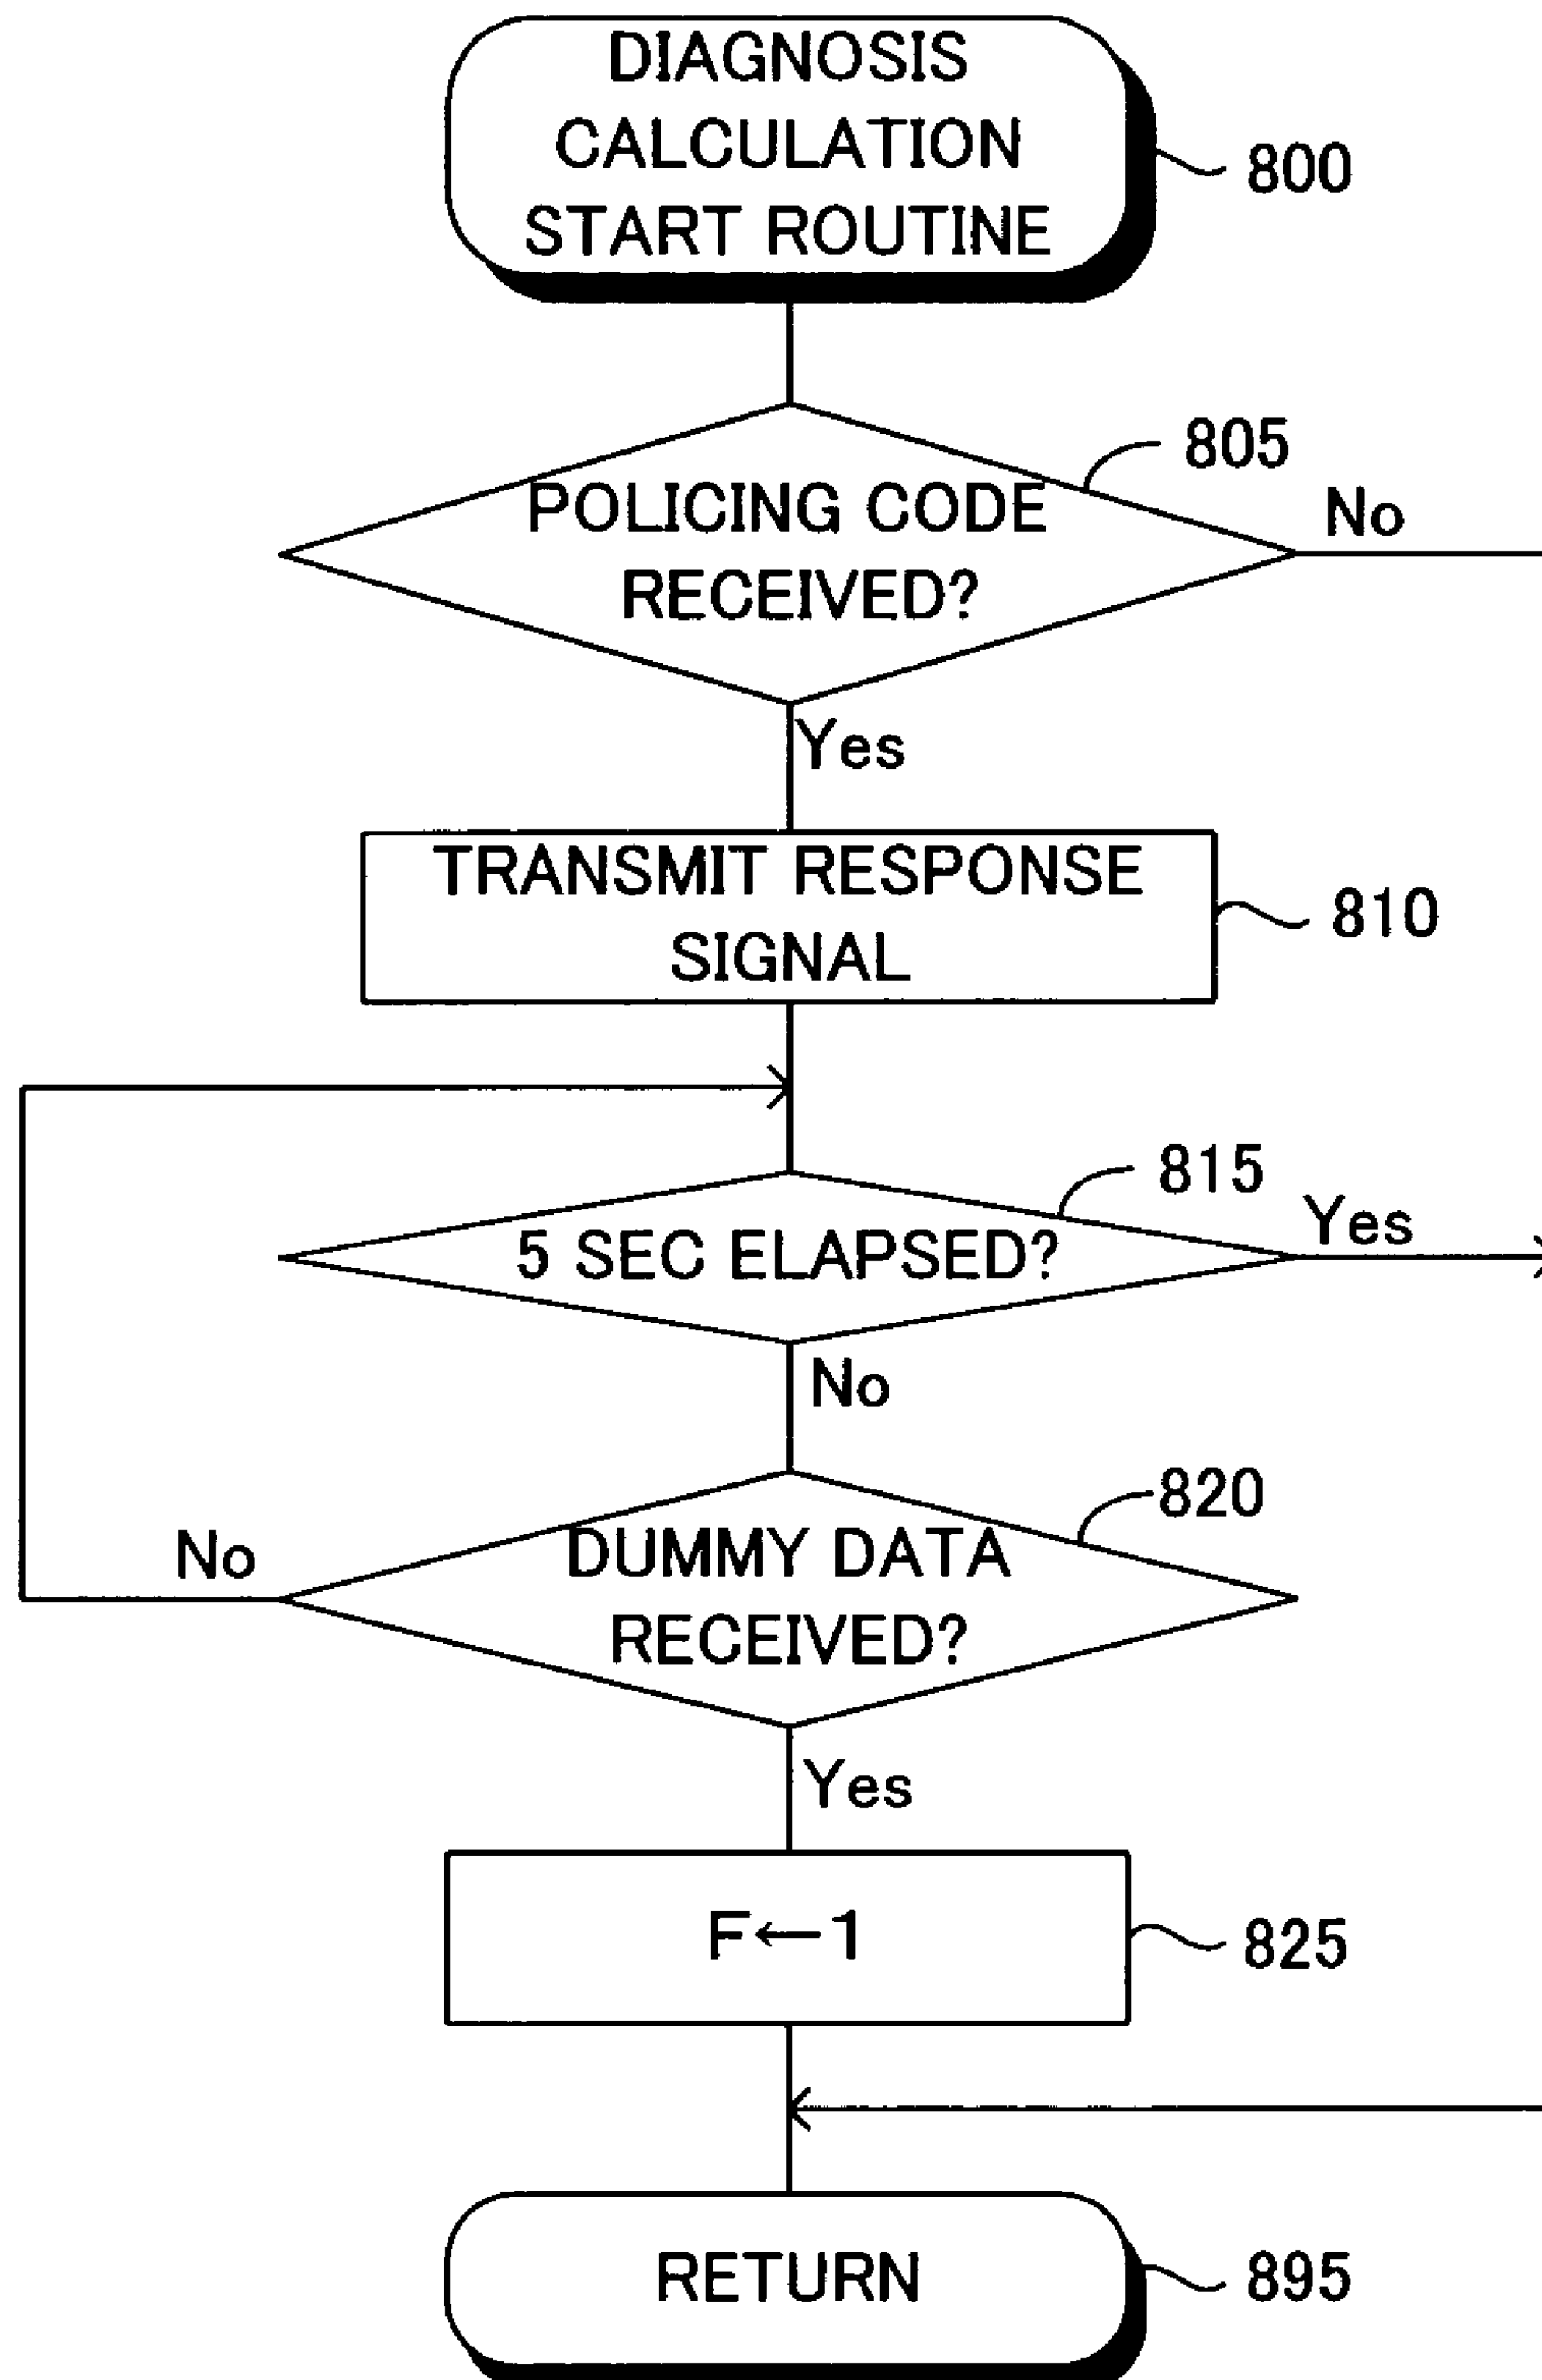 DIAGNOSIS
CALCULATION
START ROUTINE
800
805
POLICING CODE
RECEIVED?
No
Yes
TRANSMIT RESPONSE
SIGNAL
810
815
5 SEC ELAPSED?
Yes
No
820
DUMMY DATA
RECEIVED?
No
Yes
F←1
825
RETURN
895